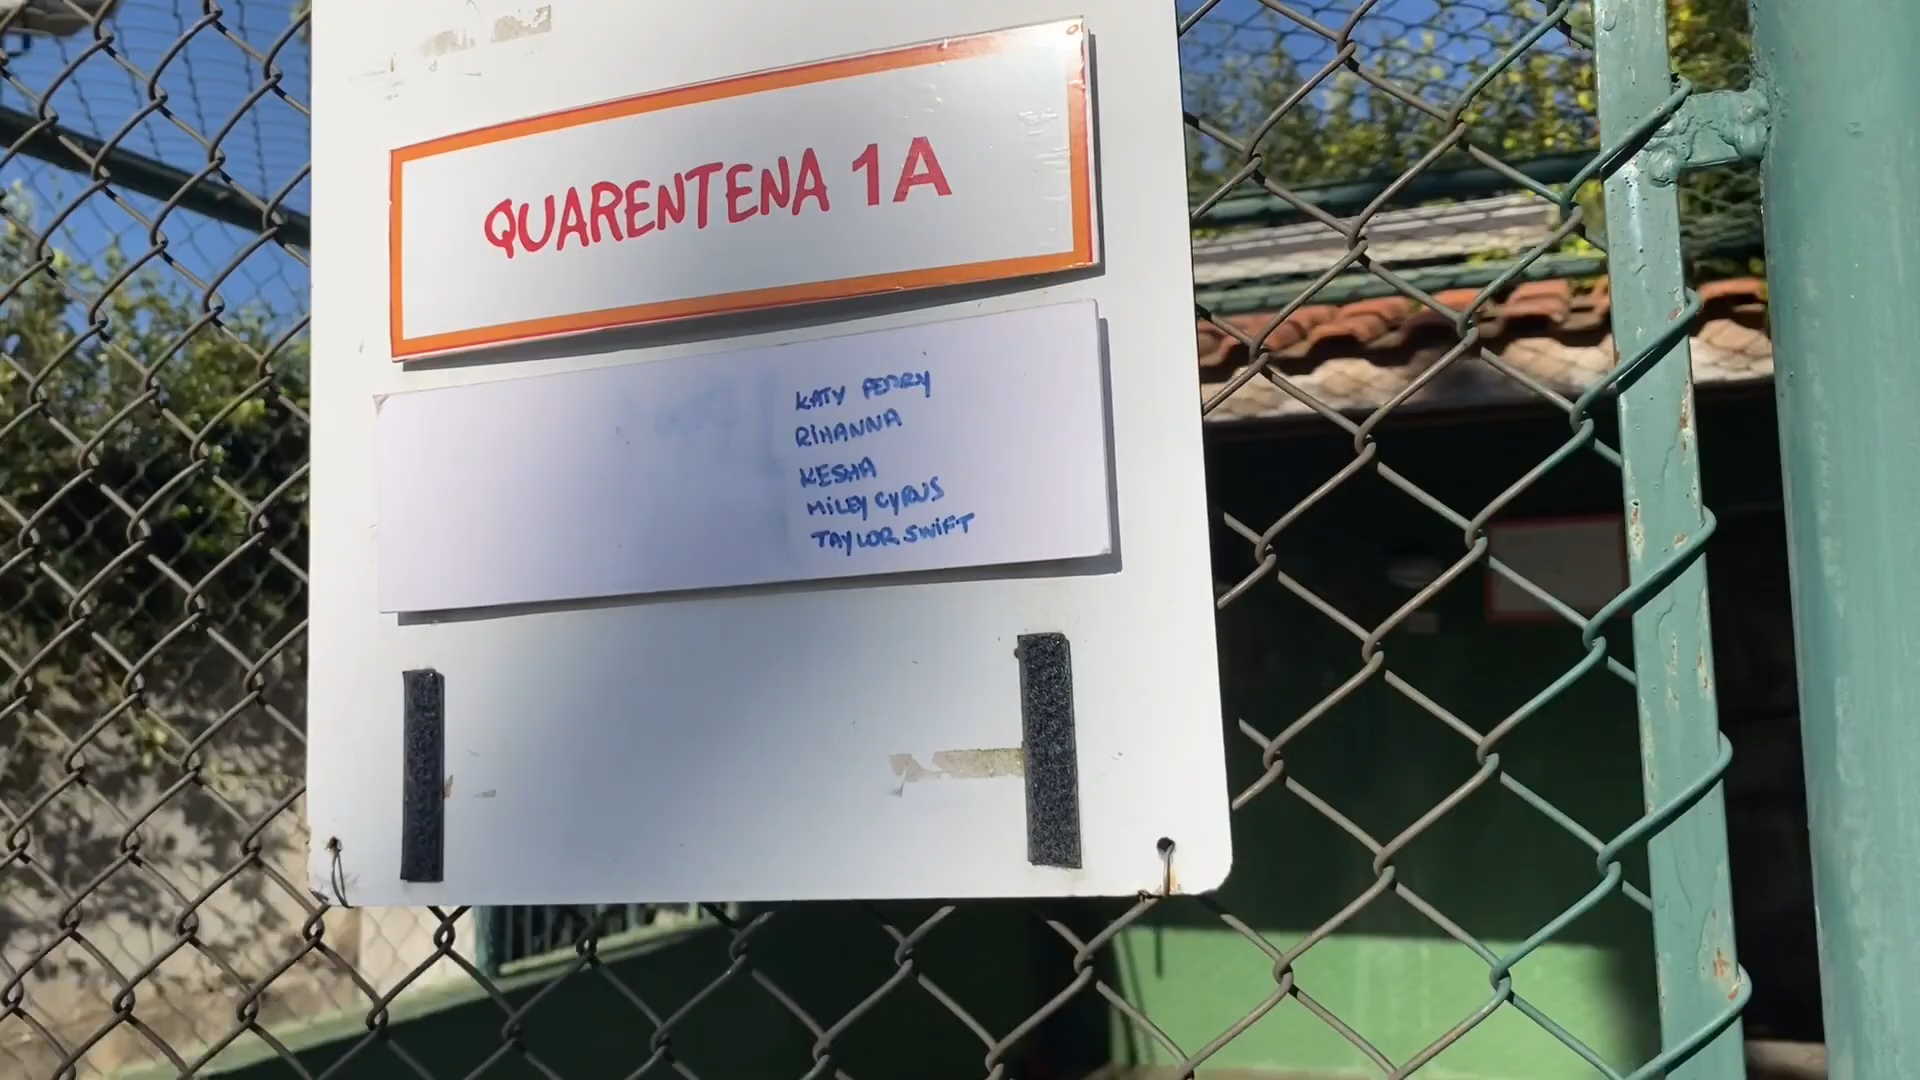 QUARENTENA 1A
KATY PERRY
RIHANNA
KESHA
MILEY CYRUS
TAYLOR SWIFT